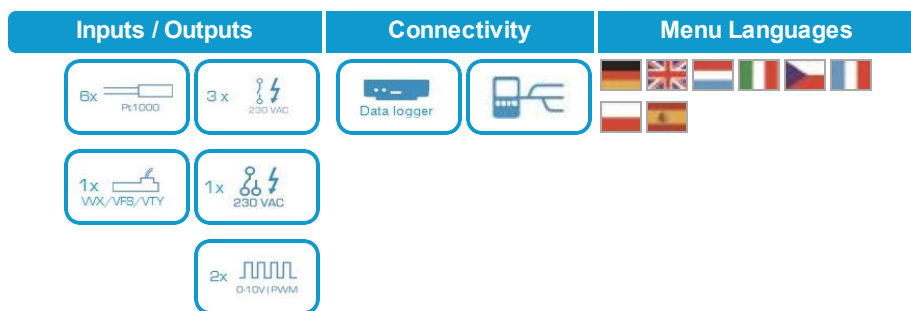 Inputs / Outputs
Connectivity
Menu Languages
6x
Pt1000
3 x
230 VAC
Data logger
1x
VVX/VFS/VTY
1x
230 VAC
2x
0-10V|PWM